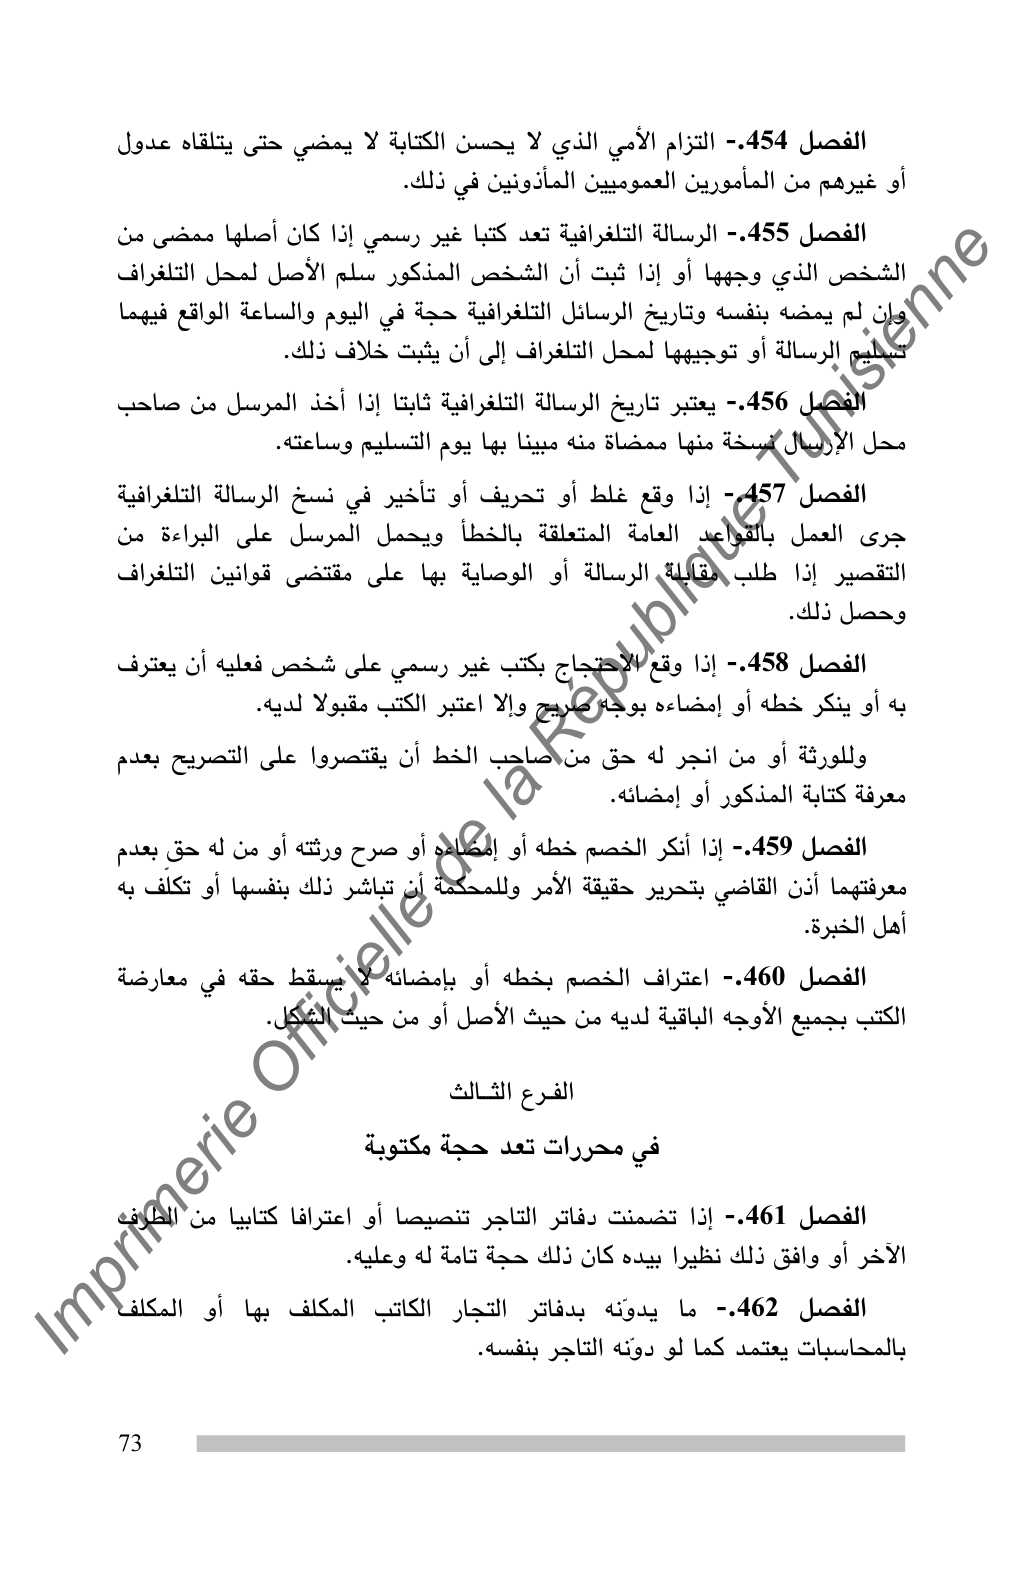 الفصل 454.- التزام الأمي الذي لا يحسن الكتابة لا يمضي حتى يتلقاه عدول
أو غيرهم من المأمورين العموميين المأذونين في ذلك.
الفصل 455.- الرسالة التلغرافية تعد كتبا غير رسمي إذا كان أصلها ممضى من
الشخص الذي وجهها أو إذا ثبت أن الشخص المذكور سلم الأصل لمحل التلغراف
وإن لم يمضه بنفسه وتاريخ الرسائل التلغرافية حجة في اليوم والساعة الواقع فيهما
تسليم الرسالة أو توجيهها لمحل التلغراف إلى أن يثبت خلاف ذلك.
الفصل 456.- يعتبر تاريخ الرسالة التلغرافية ثابتا إذا أخذ المرسل من صاحب
محل الإرسال نسخة منها ممضاة منه مبينا بها يوم التسليم وساعته.
الفصل 457.- إذا وقع غلط أو تحريف أو تأخير في نسخ الرسالة التلغرافية
جرى العمل بالقواعد العامة المتعلقة بالخطأ ويحمل المرسل على البراءة من
التقصير إذا طلب مقابلة الرسالة أو الوصاية بها على مقتضى قوانين التلغراف
وحصل ذلك.
الفصل 458.- إذا وقع الاحتجاج بكتب غير رسمي على شخص فعليه أن يعترف
به أو ينكر خطه أو إمضاءه بوجه صريح وإلا اعتبر الكتب مقبولا لديه.
وللورثة أو من انجر له حق من صاحب الخط أن يقتصروا على التصريح بعدم
معرفة كتابة المذكور أو إمضائه.
الفصل 459.- إذا أنكر الخصم خطه أو إمضاءه أو صرح ورثته أو من له حق بعدم
معرفتهما أذن القاضي بتحرير حقيقة الأمر وللمحكمة أن تباشر ذلك بنفسها أو تكلّف به
أهل الخبرة.
الفصل 460.- اعتراف الخصم بخطه أو بإمضائه لا يسقط حقه في معارضة
الكتب بجميع الأوجه الباقية لديه من حيث الأصل أو من حيث الشكل.
الفـرع الثـالث
في محررات تعد حجة مكتوبة
الفصل 461.- إذا تضمنت دفاتر التاجر تنصيصا أو اعترافا كتابيا من الطرف
الآخر أو وافق ذلك نظيرا بيده كان ذلك حجة تامة له وعليه.
الفصل 462.- ما يدوّنه بدفاتر التجار الكاتب المكلف بها أو المكلف
بالمحاسبات يعتمد كما لو دوّنه التاجر بنفسه.
73
Imprimerie Officielle de la République Tunisienne